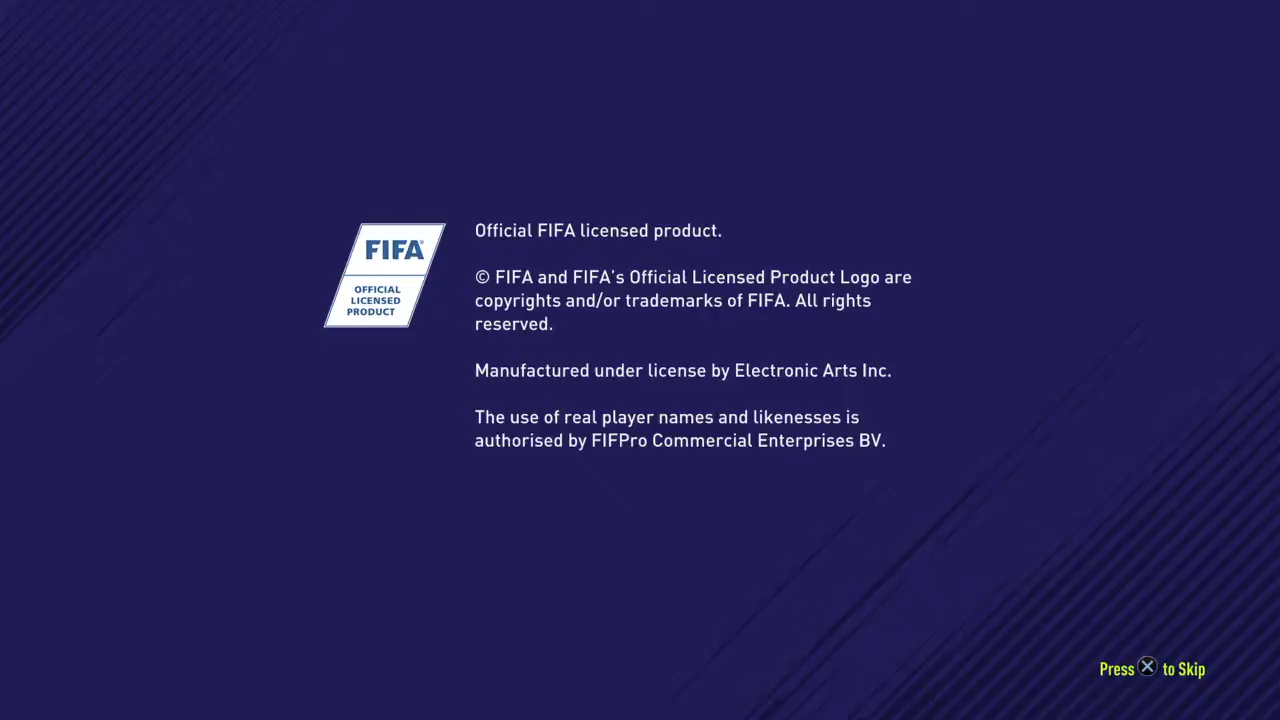 FIFA
OFFICIAL
LICENSED
PRODUCT
Official FIFA licensed product.
© FIFA and FIFA's Official Licensed Product Logo are
copyrights and/or trademarks of FIFA. All rights
reserved.
Manufactured under license by Electronic Arts Inc.
The use of real player names and likenesses is
authorised by FIFPro Commercial Enterprises BV.
Press to Skip